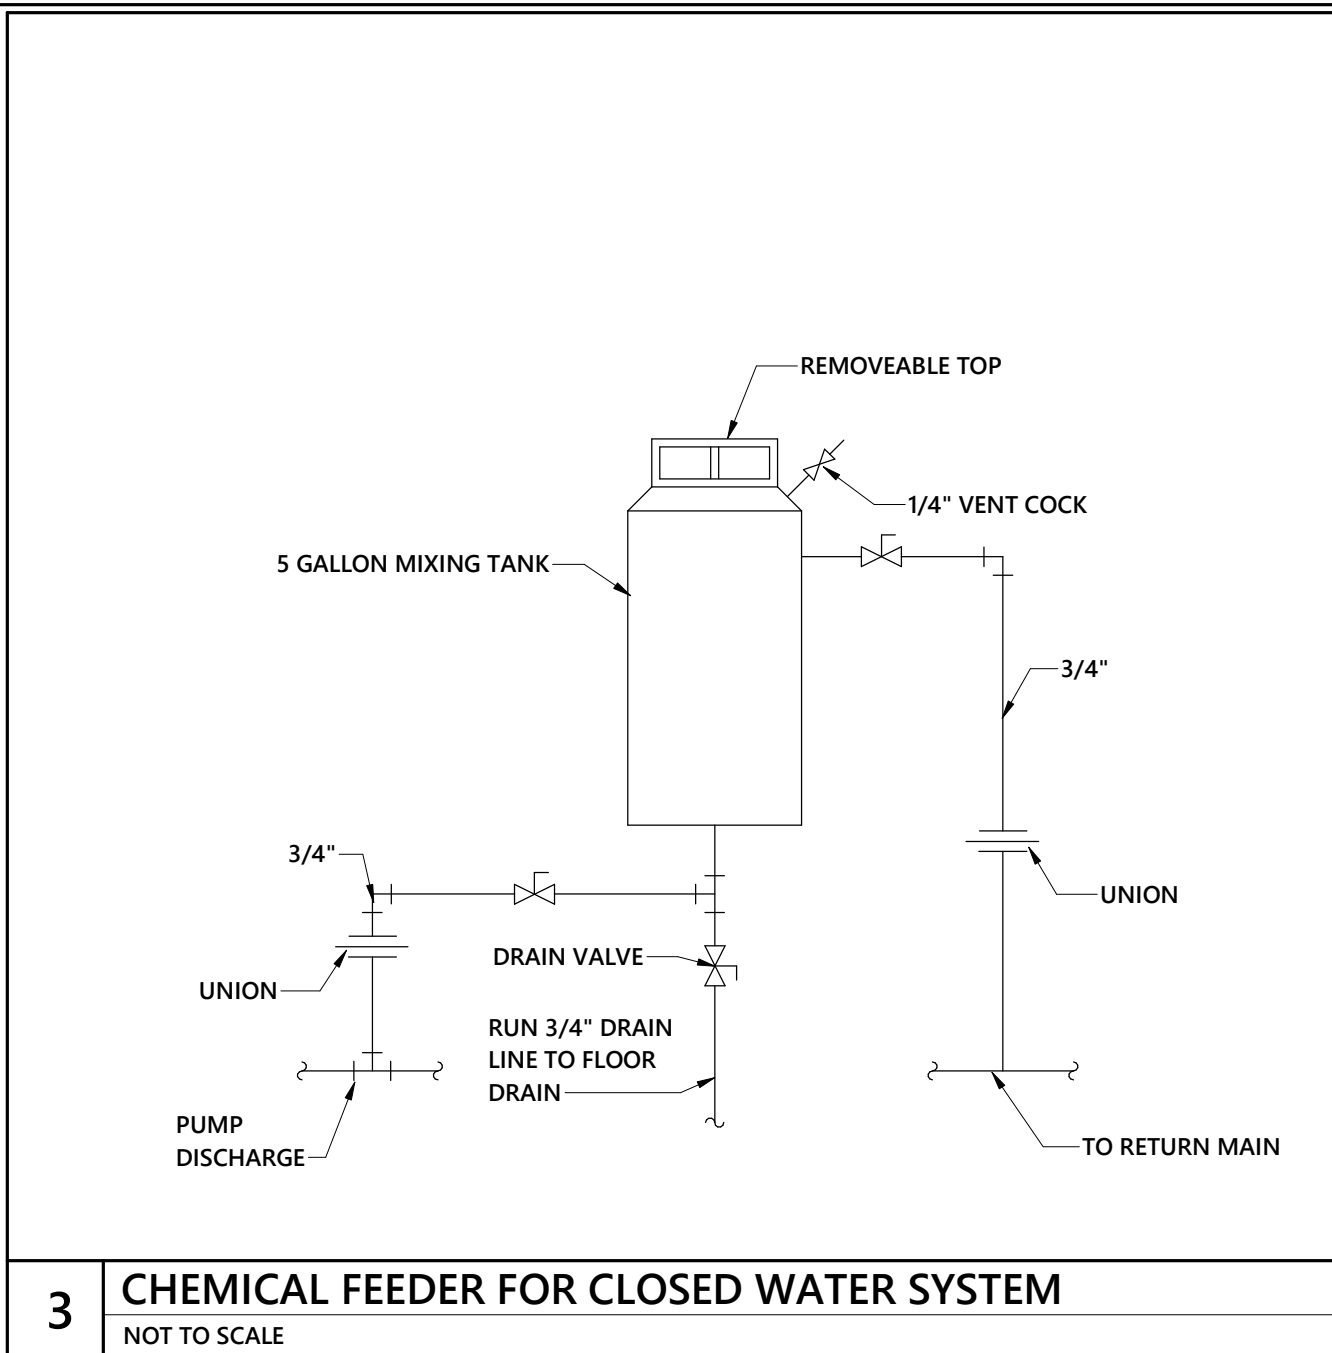 REMOVEABLE TOP
1/4" VENT COCK
5 GALLON MIXING TANK
3/4"
3/4"
UNION
DRAIN VALVE
UNION
RUN 3/4" DRAIN
LINE TO FLOOR
DRAIN
PUMP
DISCHARGE
TO RETURN MAIN
3
CHEMICAL FEEDER FOR CLOSED WATER SYSTEM
NOT TO SCALE